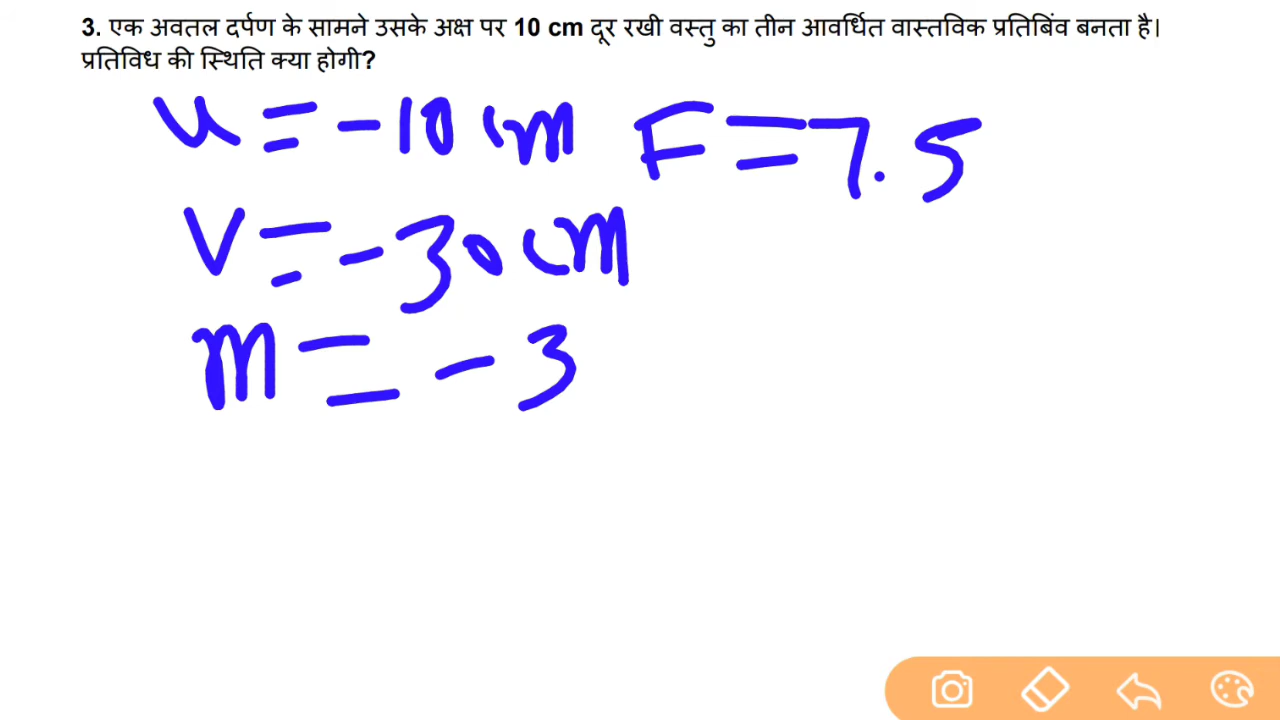 3. एक अवतल दर्पण के सामने उसके अक्ष पर 10 cm दूर रखी वस्तु का तीन आवर्धित वास्तविक प्रतिबिंव बनता है।
प्रतिविध की स्थिति क्या होगी?
u = -10 cm F = 7.5
v = -30 cm
m = -3